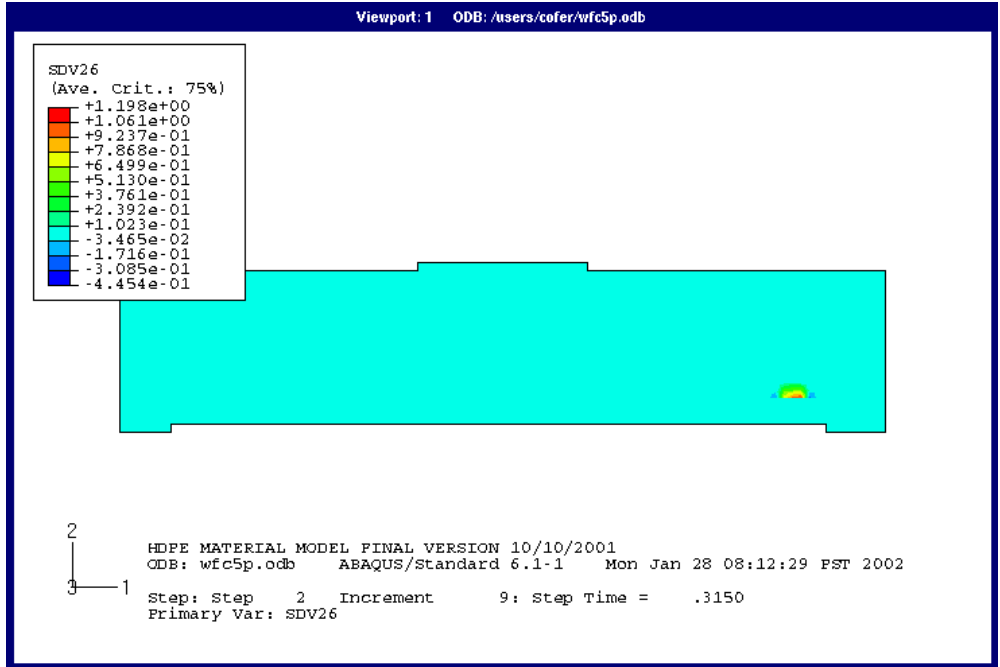 Viewport: 1 ODB: /users/cofer/wfc5p.odb
SDV26
(Ave. Crit.: 75%)
+1.198e+00
+1.061e+00
+9.237e-01
+7.868e-01
+6.499e-01
+5.130e-01
+3.761e-01
+2.392e-01
+1.023e-01
-3.465e-02
-1.716e-01
-3.085e-01
-4.454e-01
2
3 1
HDPE MATERIAL MODEL FINAL VERSION 10/10/2001
ODB: wfc5p.odb ABAQUS/Standard 6.1-1 Mon Jan 28 08:12:29 PST 2002
Step: Step 2 Increment 9: Step Time = .3150
Primary Var: SDV26